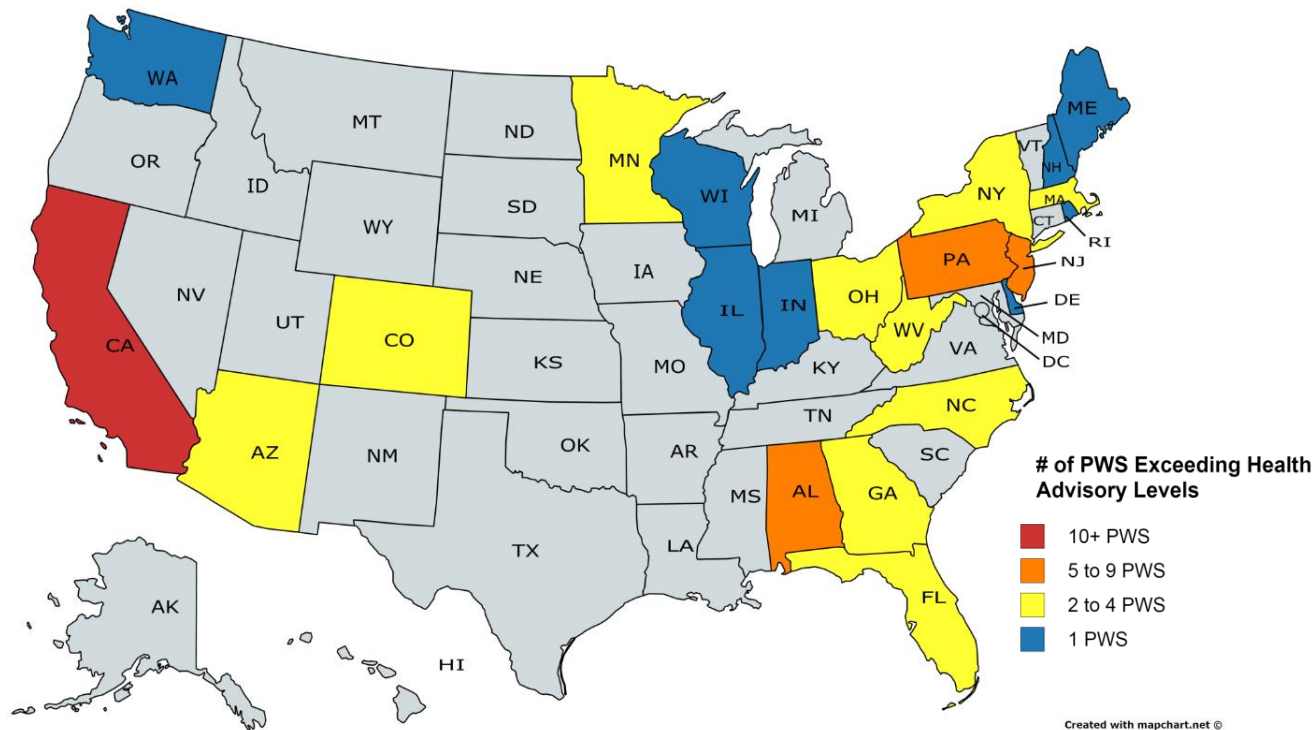 WA
MT
ND
MN
ME
VT
NH
OR
ID
SD
WI
NY
MA
WY
MI
CT
RI
IA
PA
NJ
NE
NV
OH
DE
UT
IL
IN
CA
CO
WV
MD
VA
DC
KS
MO
KY
NC
TN
AZ
OK
NM
AR
SC
MS
AL
GA
LA
TX
FL
AK
HI
# of PWS Exceeding Health
Advisory Levels
10+ PWS
5 to 9 PWS
2 to 4 PWS
1 PWS
Created with mapchart.net ©